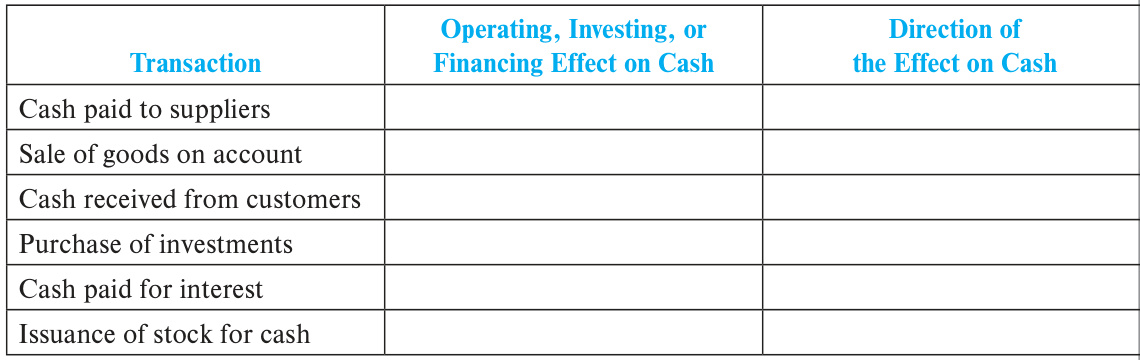 Transaction
Operating, Investing, or
Financing Effect on Cash
Direction of
the Effect on Cash
Cash paid to suppliers
Sale of goods on account
Cash received from customers
Purchase of investments
Cash paid for interest
Issuance of stock for cash